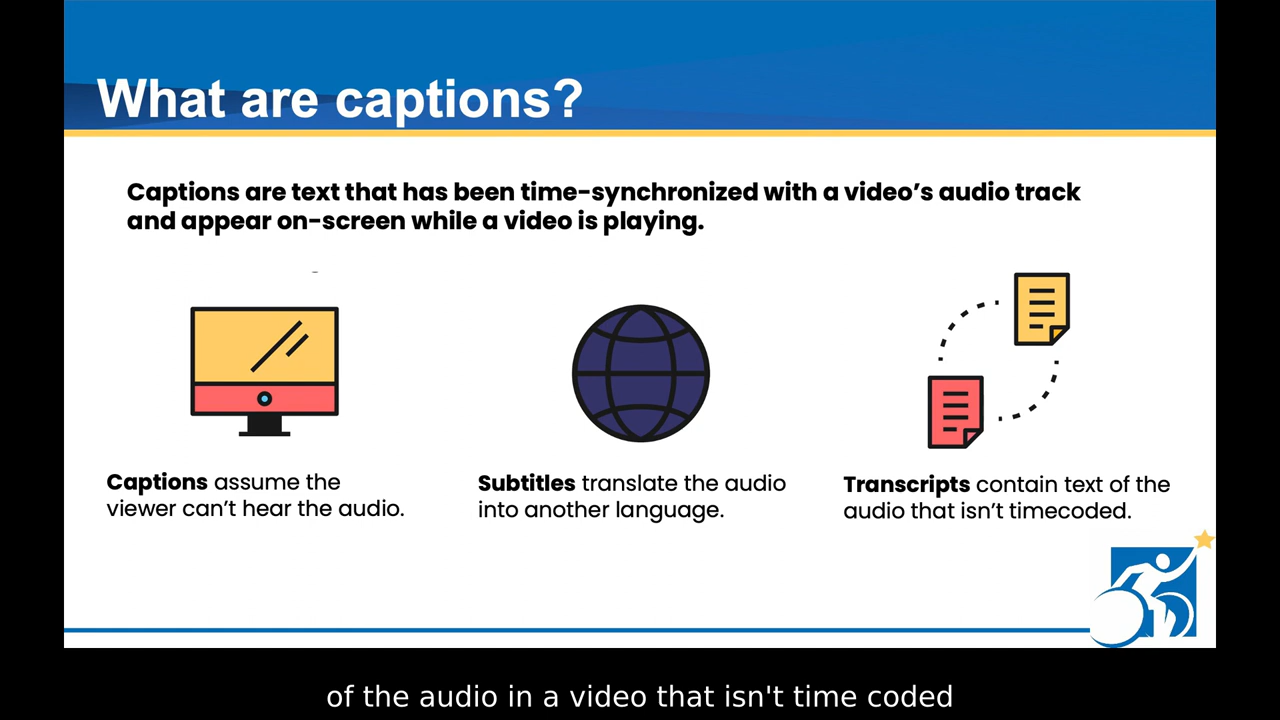 What are captions?
Captions are text that has been time-synchronized with a video’s audio track
and appear on-screen while a video is playing.
Captions assume the
viewer can’t hear the audio.
Subtitles translate the audio
into another language.
Transcripts contain text of the
audio that isn’t timecoded.
of the audio in a video that isn't time coded